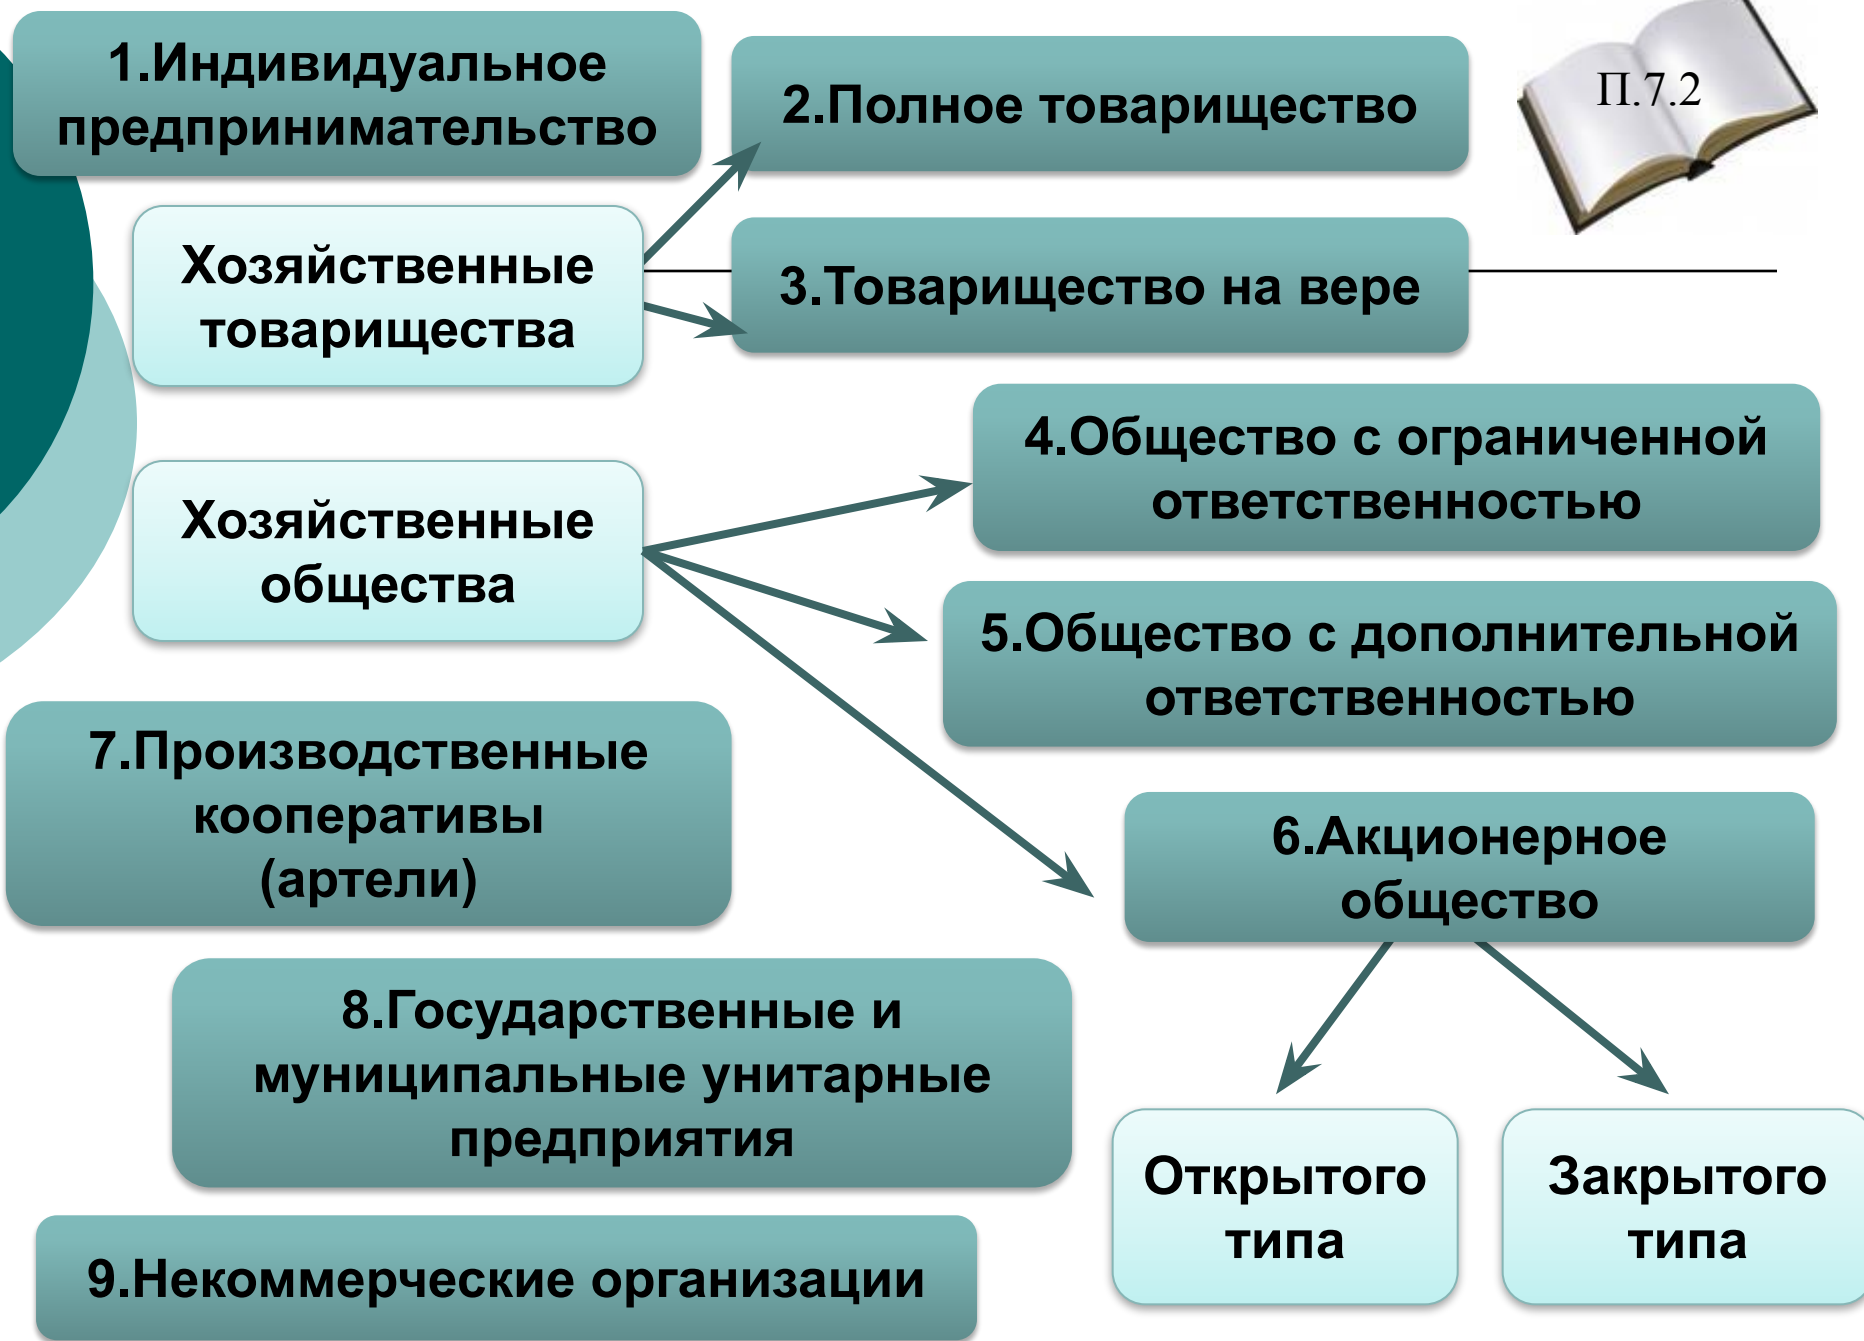 1.Индивидуальное
предпринимательство
2.Полное товарищество
П.7.2
Хозяйственные
товарищества
3.Товарищество на вере
4.Общество с ограниченной
ответственностью
Хозяйственные
общества
5.Общество с дополнительной
ответственностью
7.Производственные
кооперативы
(артели)
6.Акционерное
общество
8.Государственные и
муниципальные унитарные
предприятия
Открытого
типа
Закрытого
типа
9.Некоммерческие организации